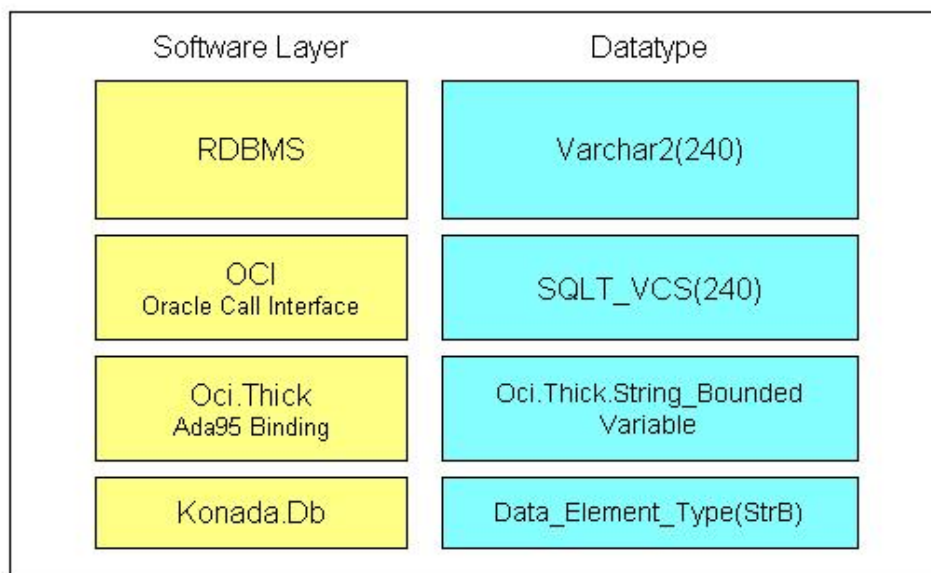 Software Layer
Datatype
RDBMS
Varchar2(240)
OCI
Oracle Call Interface
SQLT_VCS(240)
Oci.Thick
Ada95 Binding
Oci.Thick.String_Bounded
Variable
Konada.Db
Data_Element_Type(StrB)